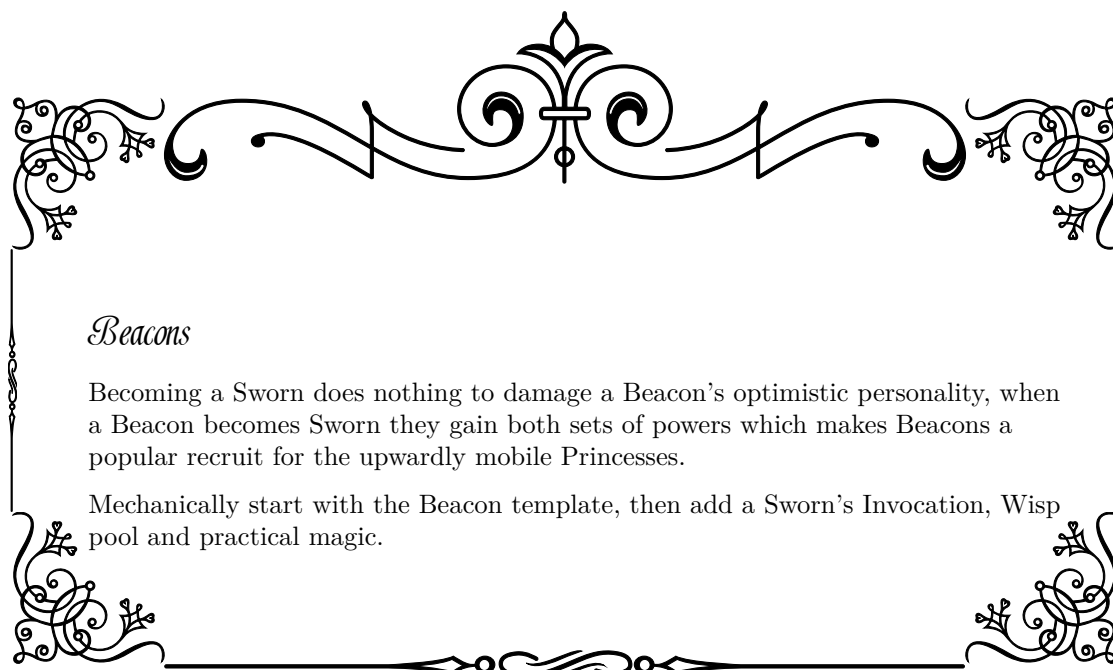 Beacons
Becoming a Sworn does nothing to damage a Beacon's optimistic personality, when
a Beacon becomes Sworn they gain both sets of powers which makes Beacons a
popular recruit for the upwardly mobile Princesses.
Mechanically start with the Beacon template, then add a Sworn's Invocation, Wisp
pool and practical magic.